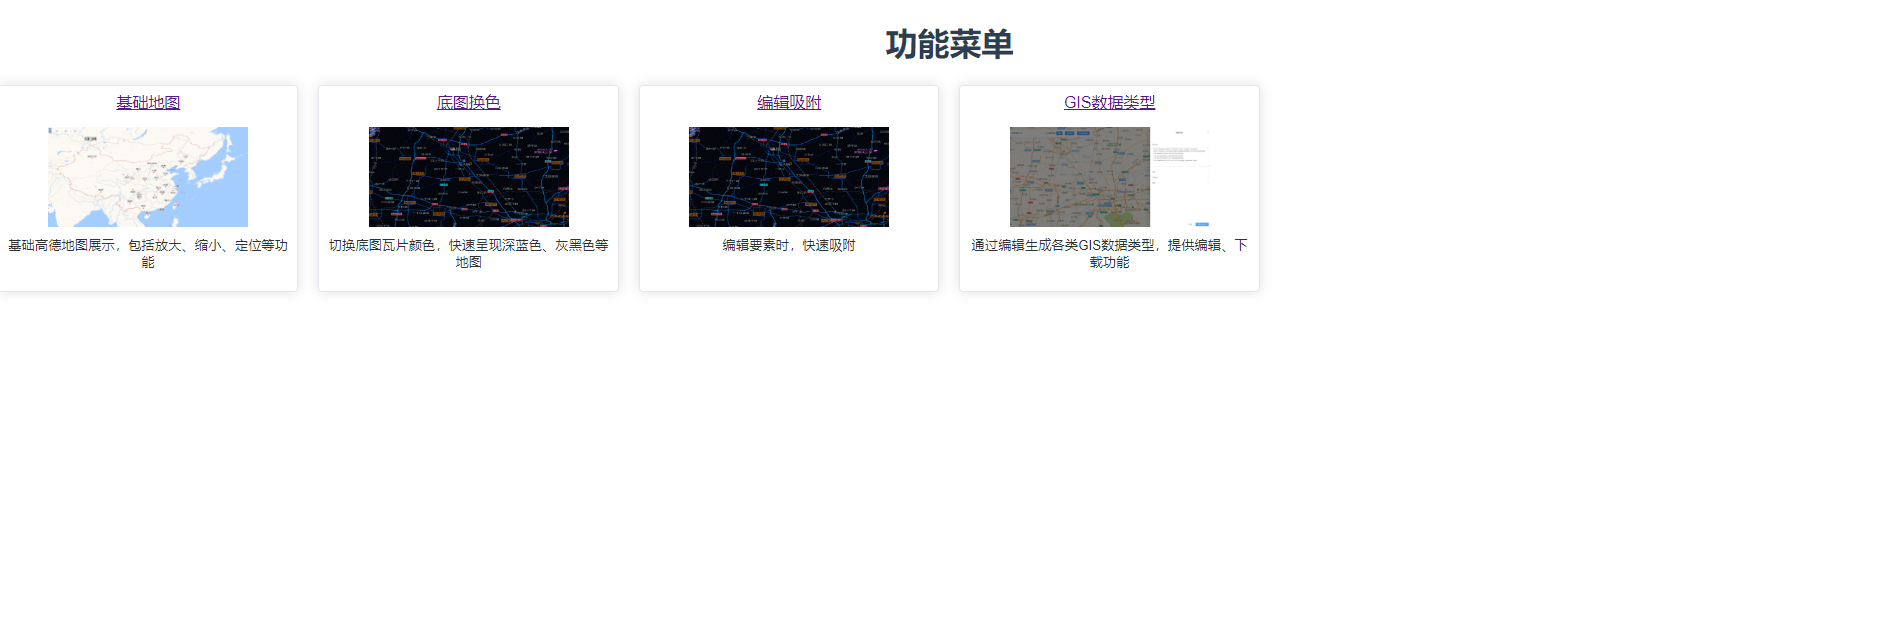 功能菜单
基础地图
底图换色
编辑吸附
GIS数据类型
基础高德地图展示，包括放大、缩小、定位等功
能
切换底图瓦片颜色，快速呈现深蓝色、灰黑色等
地图
编辑要素时，快速吸附
通过编辑生成各类GIS数据类型，提供编辑、下
载功能